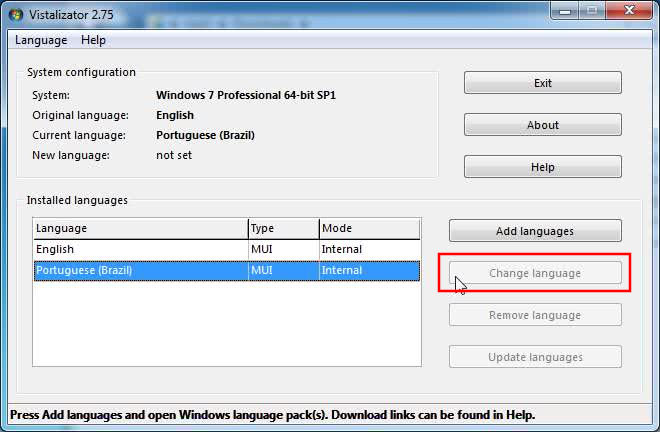 Vistalizator 2.75
Language Help
System configuration
System: Windows 7 Professional 64-bit SP1
Original language: English
Current language: Portuguese (Brazil)
New language: not set
Exit
About
Help
Installed languages
Language Type Mode
English MUI Internal
Portuguese (Brazil) MUI Internal
Add languages
Change language
Remove language
Update languages
Press Add languages and open Windows language pack(s). Download links can be found in Help.